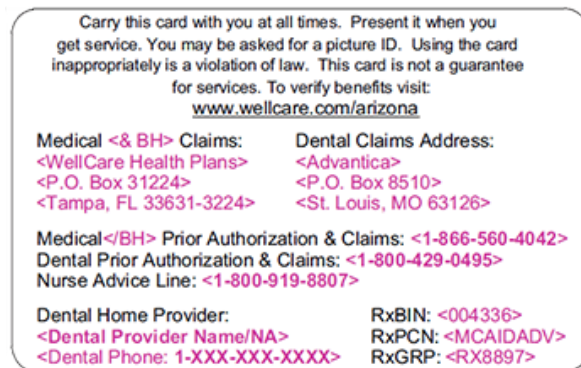 Carry this card with you at all times. Present it when you
get service. You may be asked for a picture ID. Using the card
inappropriately is a violation of law. This card is not a guarantee
for services. To verify benefits visit:
www.wellcare.com/arizona
Medical <& BH> Claims:
<WellCare Health Plans>
<P.O. Box 31224>
<Tampa, FL 33631-3224>
Dental Claims Address:
<Advantica>
<P.O. Box 8510>
<St. Louis, MO 63126>
Medical</BH> Prior Authorization & Claims: <1-866-560-4042>
Dental Prior Authorization & Claims: <1-800-429-0495>
Nurse Advice Line: <1-800-919-8807>
Dental Home Provider:
<Dental Provider Name/NA>
<Dental Phone: 1-XXX-XXX-XXXX>
RxBIN: <004336>
RxPCN: <MCAIDADV>
RxGRP: <RX8897>